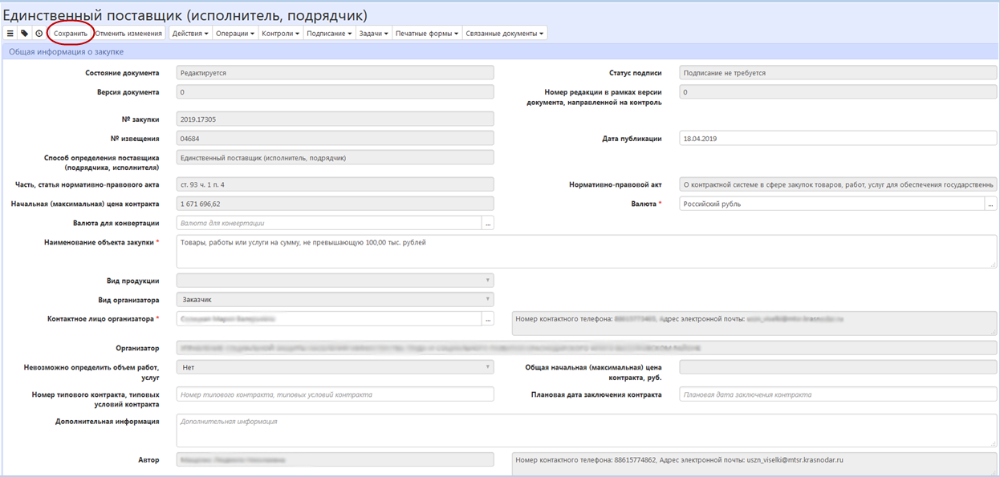 Единственный поставщик (исполнитель, подрядчик)
Сохранить Отменить изменения Действия Операции Контроли Подписание Задачи Печатные формы Связанные документы
Общая информация о закупке
Состояние документа Редактируется Статус подписи Подписание не требуется
Версия документа 0 Номер редакции в рамках версии документа, направленной на контроль 0
№ закупки 2019.17305
№ извещения 04684 Дата публикации 18.04.2019
Способ определения поставщика (подрядчика, исполнителя) Единственный поставщик (исполнитель, подрядчик)
Часть, статья нормативно-правового акта ст. 93 ч. 1 п. 4 Нормативно-правовой акт О контрактной системе в сфере закупок товаров, работ, услуг для обеспечения государственнь
Начальная (максимальная) цена контракта 1 671 696,62 Валюта * Российский рубль ...
Валюта для конвертации Валюта для конвертации ...
Наименование объекта закупки * Товары, работы или услуги на сумму, не превышающую 100,00 тыс. рублей
Вид продукции
Вид организатора Заказчик
Контактное лицо организатора * ... Номер контактного телефона: Адрес электронной почты:
Организатор
Невозможно определить объем работ, услуг Нет Общая начальная (максимальная) цена контракта, руб.
Номер типового контракта, типовых условий контракта Номер типового контракта, типовых условий контракта Плановая дата заключения контракта Плановая дата заключения контракта
Дополнительная информация Дополнительная информация
Автор Номер контактного телефона: 88615774862, Адрес электронной почты: uszn_viselki@mtsr.krasnodar.ru